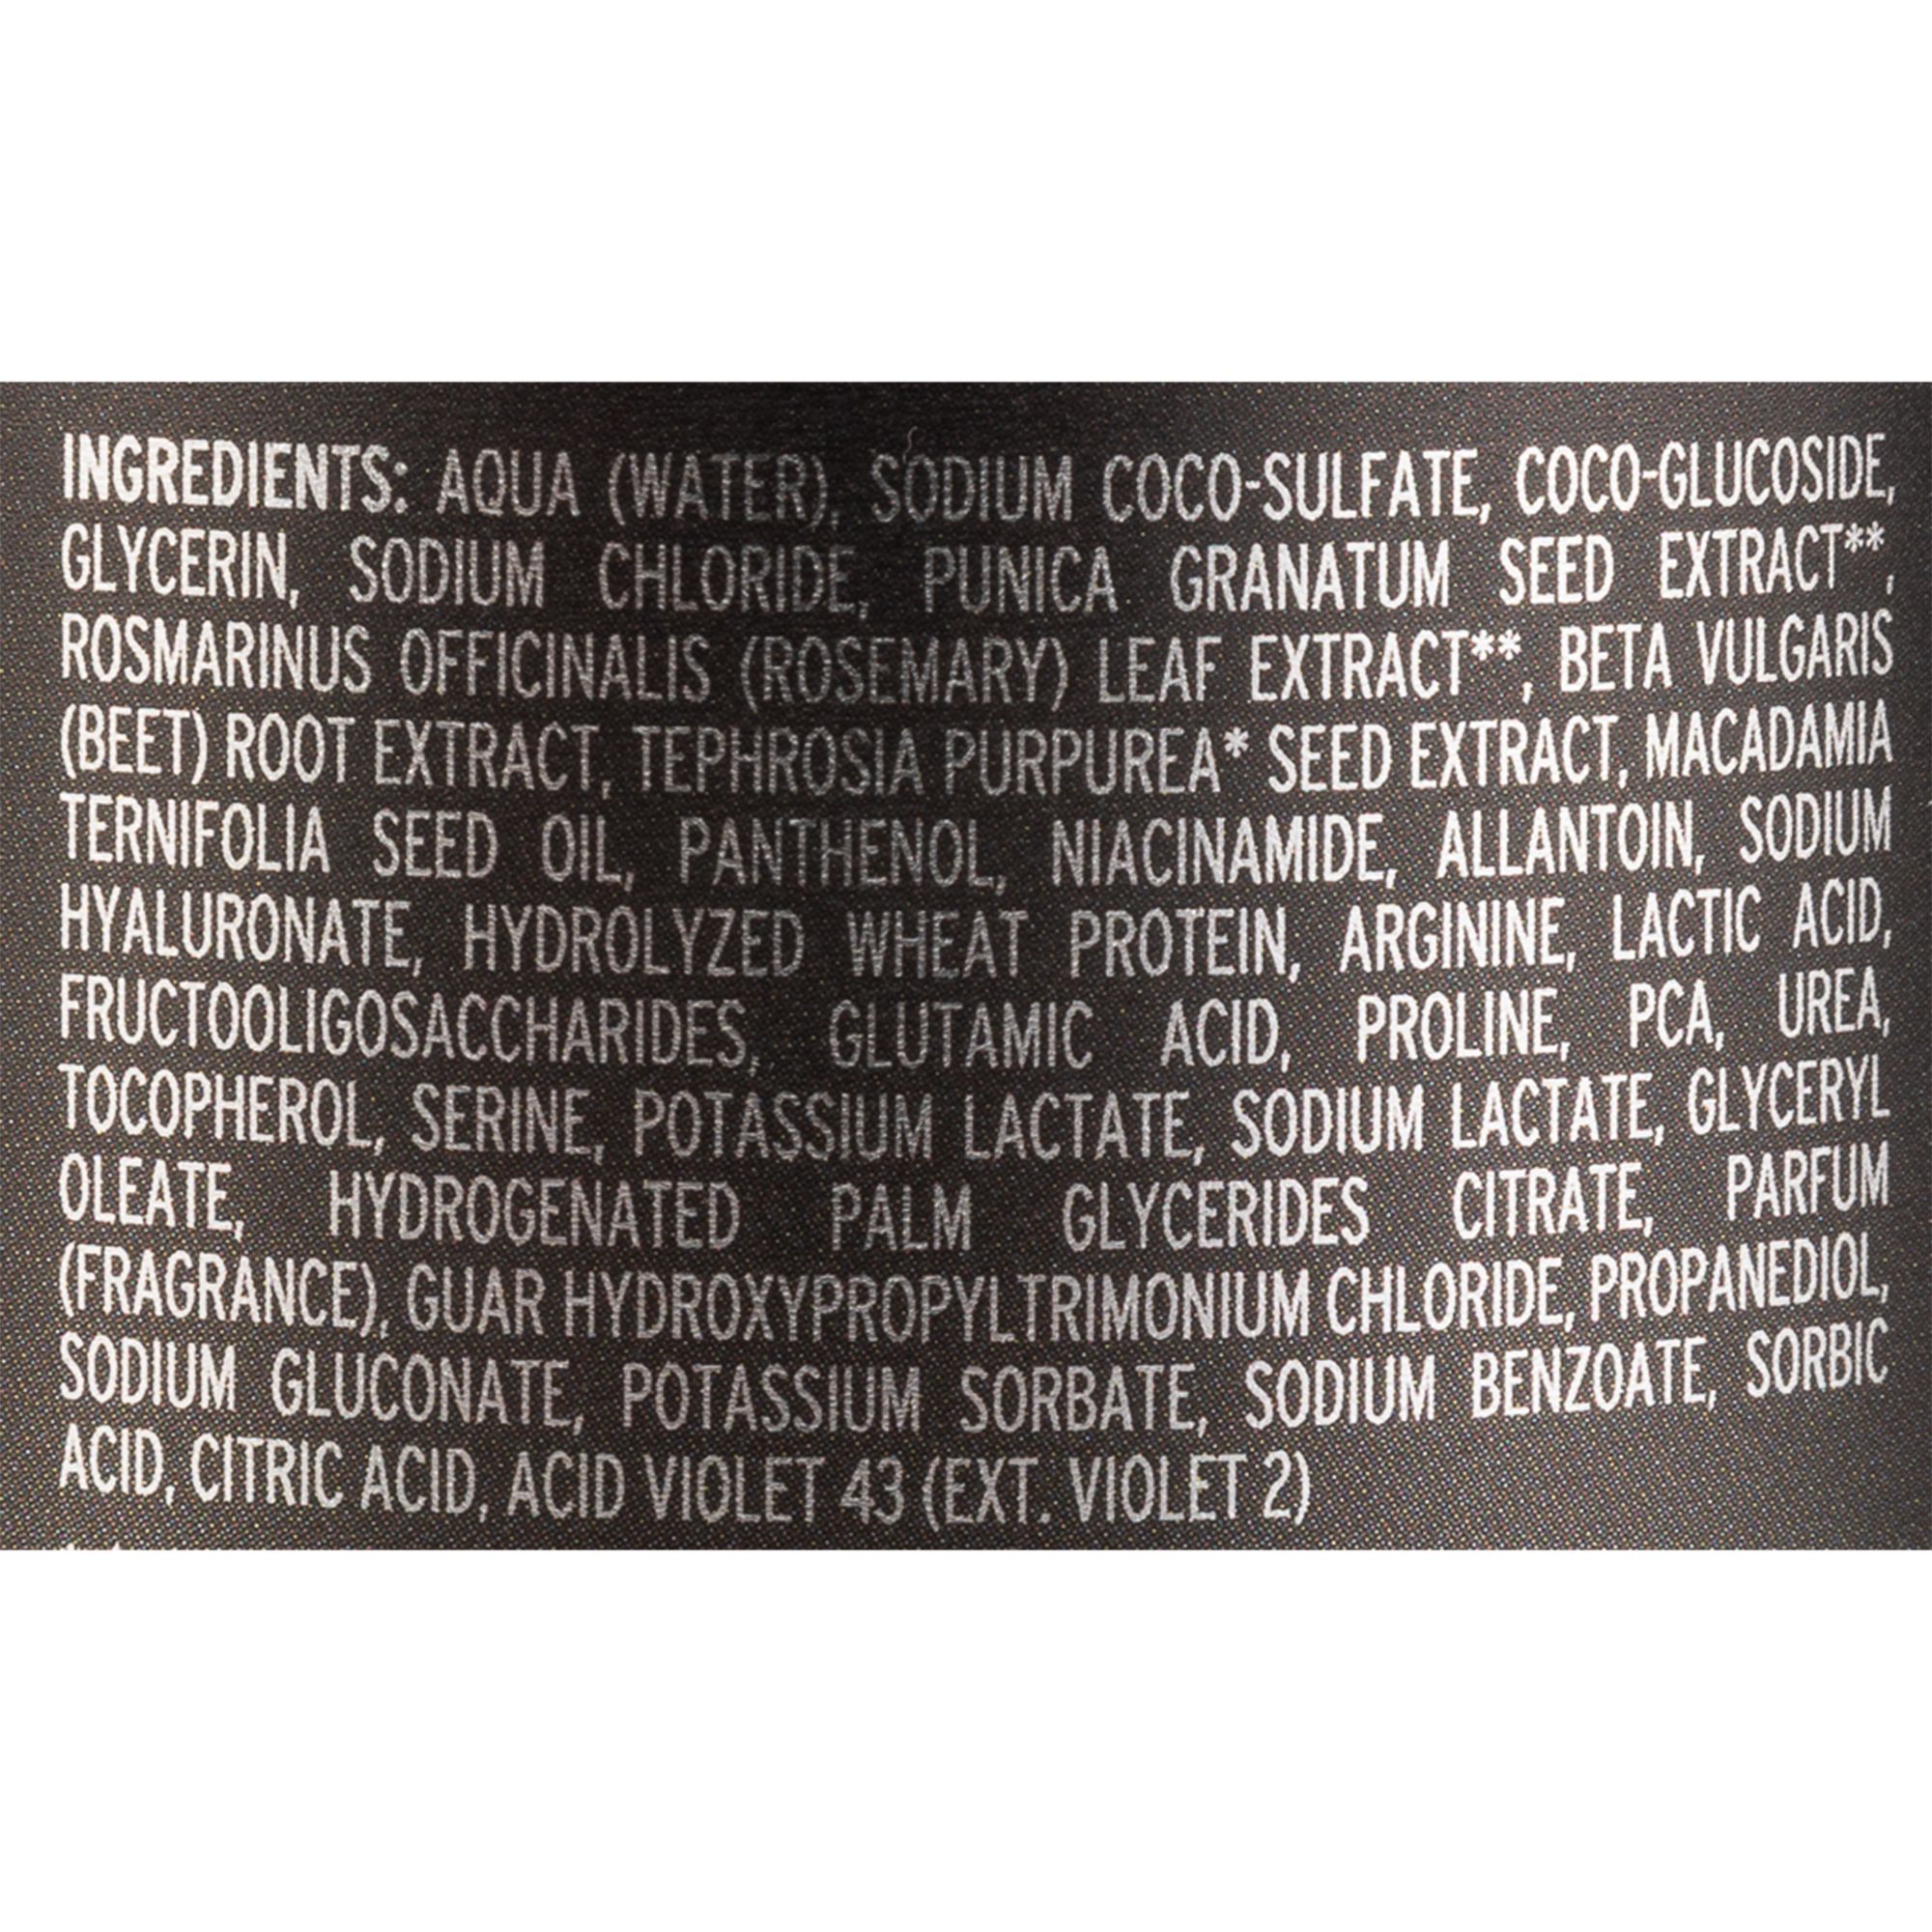 INGREDIENTS: AQUA (WATER), SODIUM COCO-SULFATE, COCO-GLUCOSIDE,
GLYCERIN, SODIUM CHLORIDE, PUNICA GRANATUM SEED EXTRACT**,
ROSMARINUS OFFICINALIS (ROSEMARY) LEAF EXTRACT**, BETA VULGARIS
(BEET) ROOT EXTRACT, TEPHROSIA PURPUREA* SEED EXTRACT, MACADAMIA
TERNIFOLIA SEED OIL, PANTHENOL, NIACINAMIDE, ALLANTOIN, SODIUM
HYALURONATE, HYDROLYZED WHEAT PROTEIN, ARGININE, LACTIC ACID,
FRUCTOOLIGOSACCHARIDES, GLUTAMIC ACID, PROLINE, PCA, UREA,
TOCOPHEROL, SERINE, POTASSIUM LACTATE, SODIUM LACTATE, GLYCERYL
OLEATE, HYDROGENATED PALM GLYCERIDES CITRATE, PARFUM
(FRAGRANCE), GUAR HYDROXYPROPYLTRIMONIUM CHLORIDE, PROPANEDIOL,
SODIUM GLUCONATE, POTASSIUM SORBATE, SODIUM BENZOATE, SORBIC
ACID, CITRIC ACID, ACID VIOLET 43 (EXT. VIOLET 2)